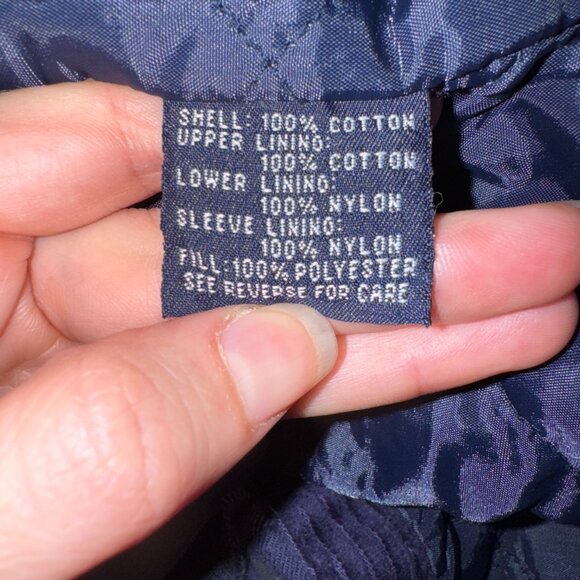 SHELL: 100% COTTON
UPPER LINING:
100% COTTON
LOWER LINING:
100% NYLON
SLEEVE LINING:
100% NYLON
FILL: 100% POLYESTER
SEE REVERSE FOR CARE